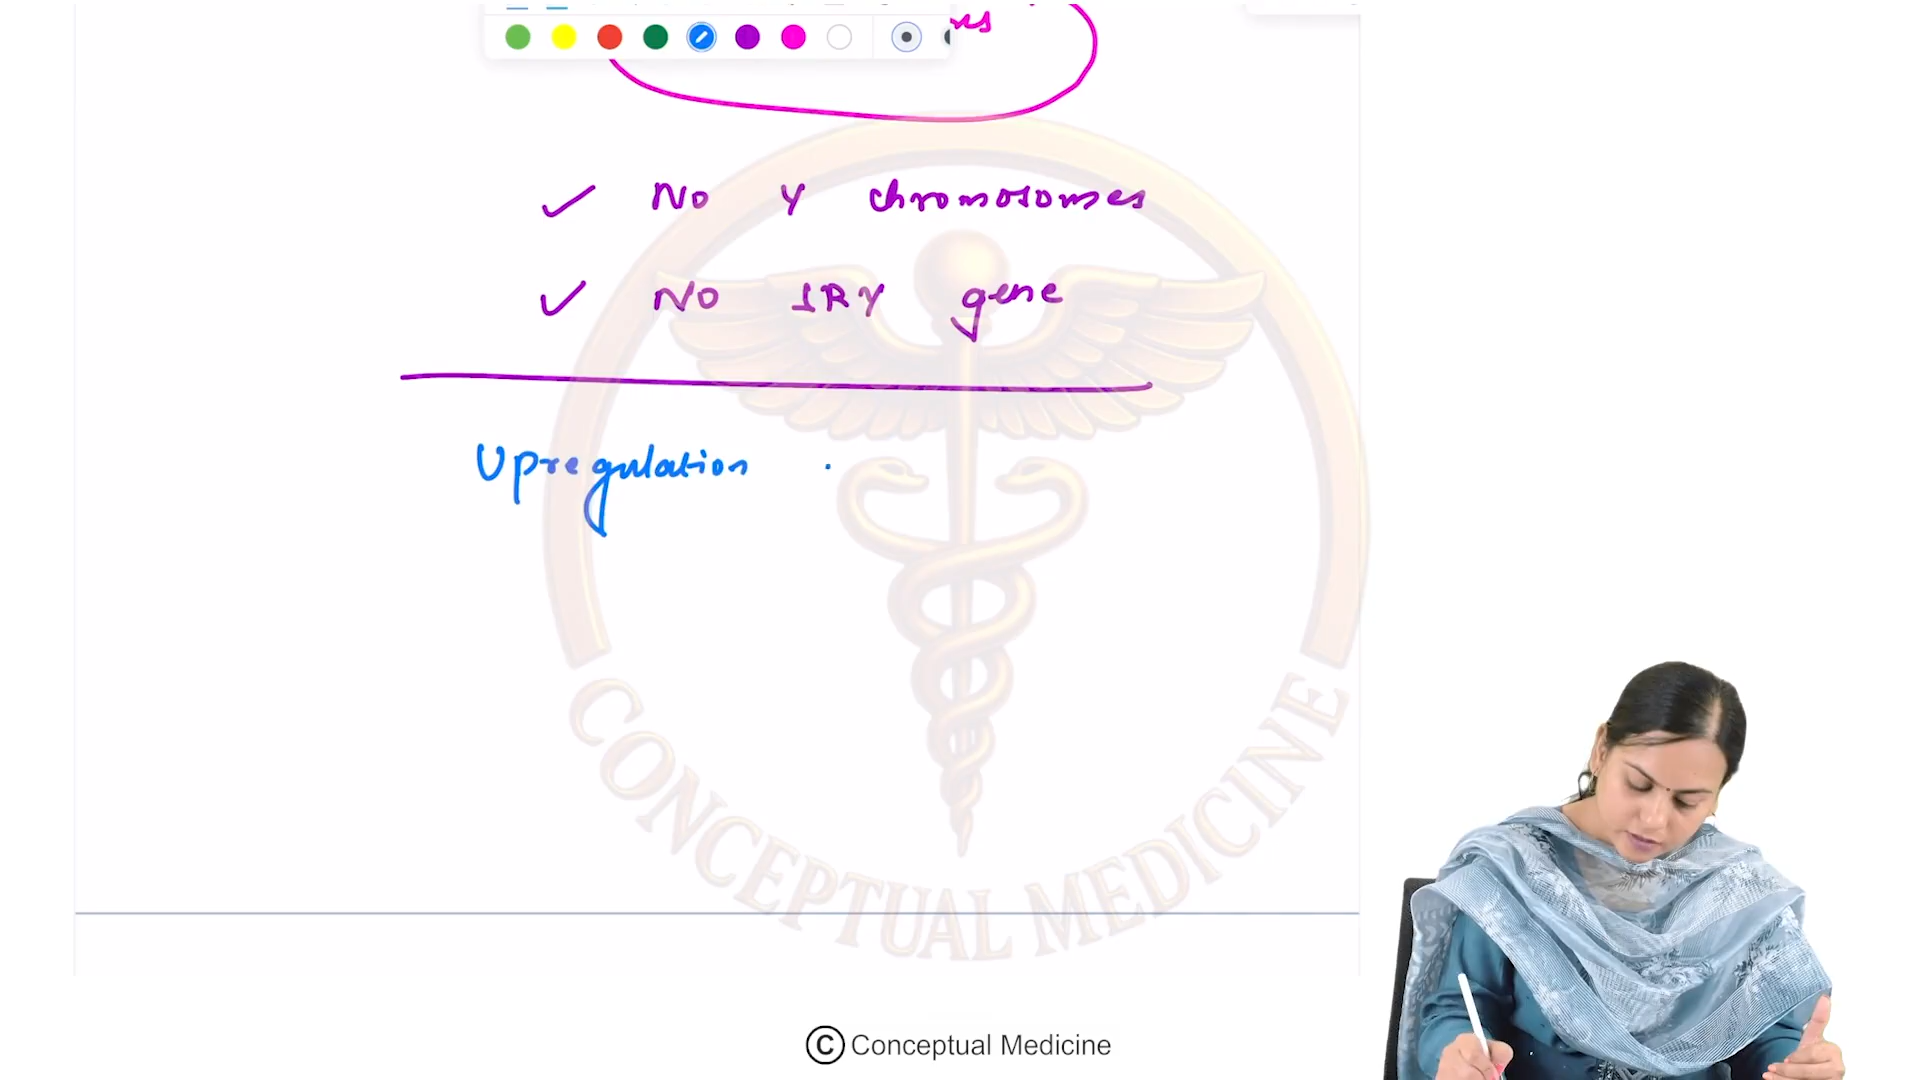 No Y chromosomes
No SRY gene
Upregulation
CONCEPTUAL MEDICINE
© Conceptual Medicine